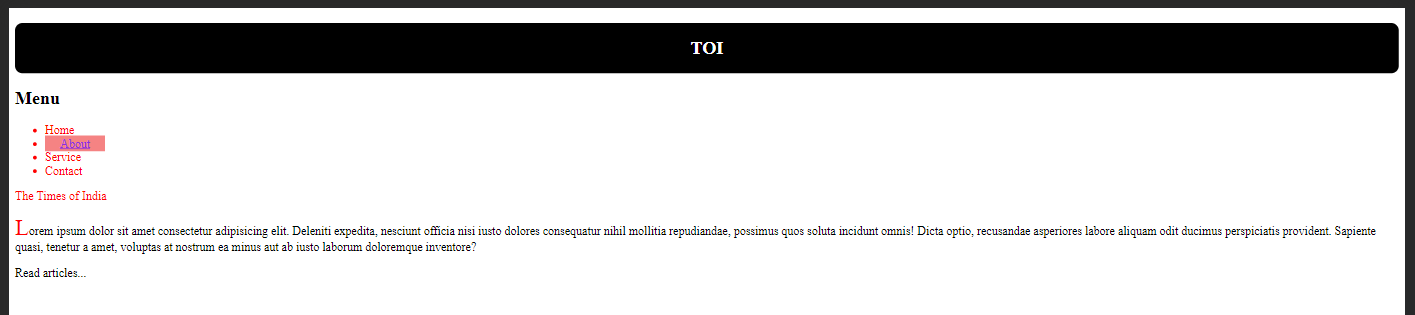 TOI
Menu
Home
About
Service
Contact
The Times of India
Lorem ipsum dolor sit amet consectetur adipisicing elit. Deleniti expedita, nesciunt officia nisi iusto dolores consequatur nihil mollitia repudiandae, possimus quos soluta incidunt omnis! Dicta optio, recusandae asperiores labore aliquam odit ducimus perspiciatis provident. Sapiente
quasi, tenetur a amet, voluptas at nostrum ea minus aut ab iusto laborum doloremque inventore?
Read articles...